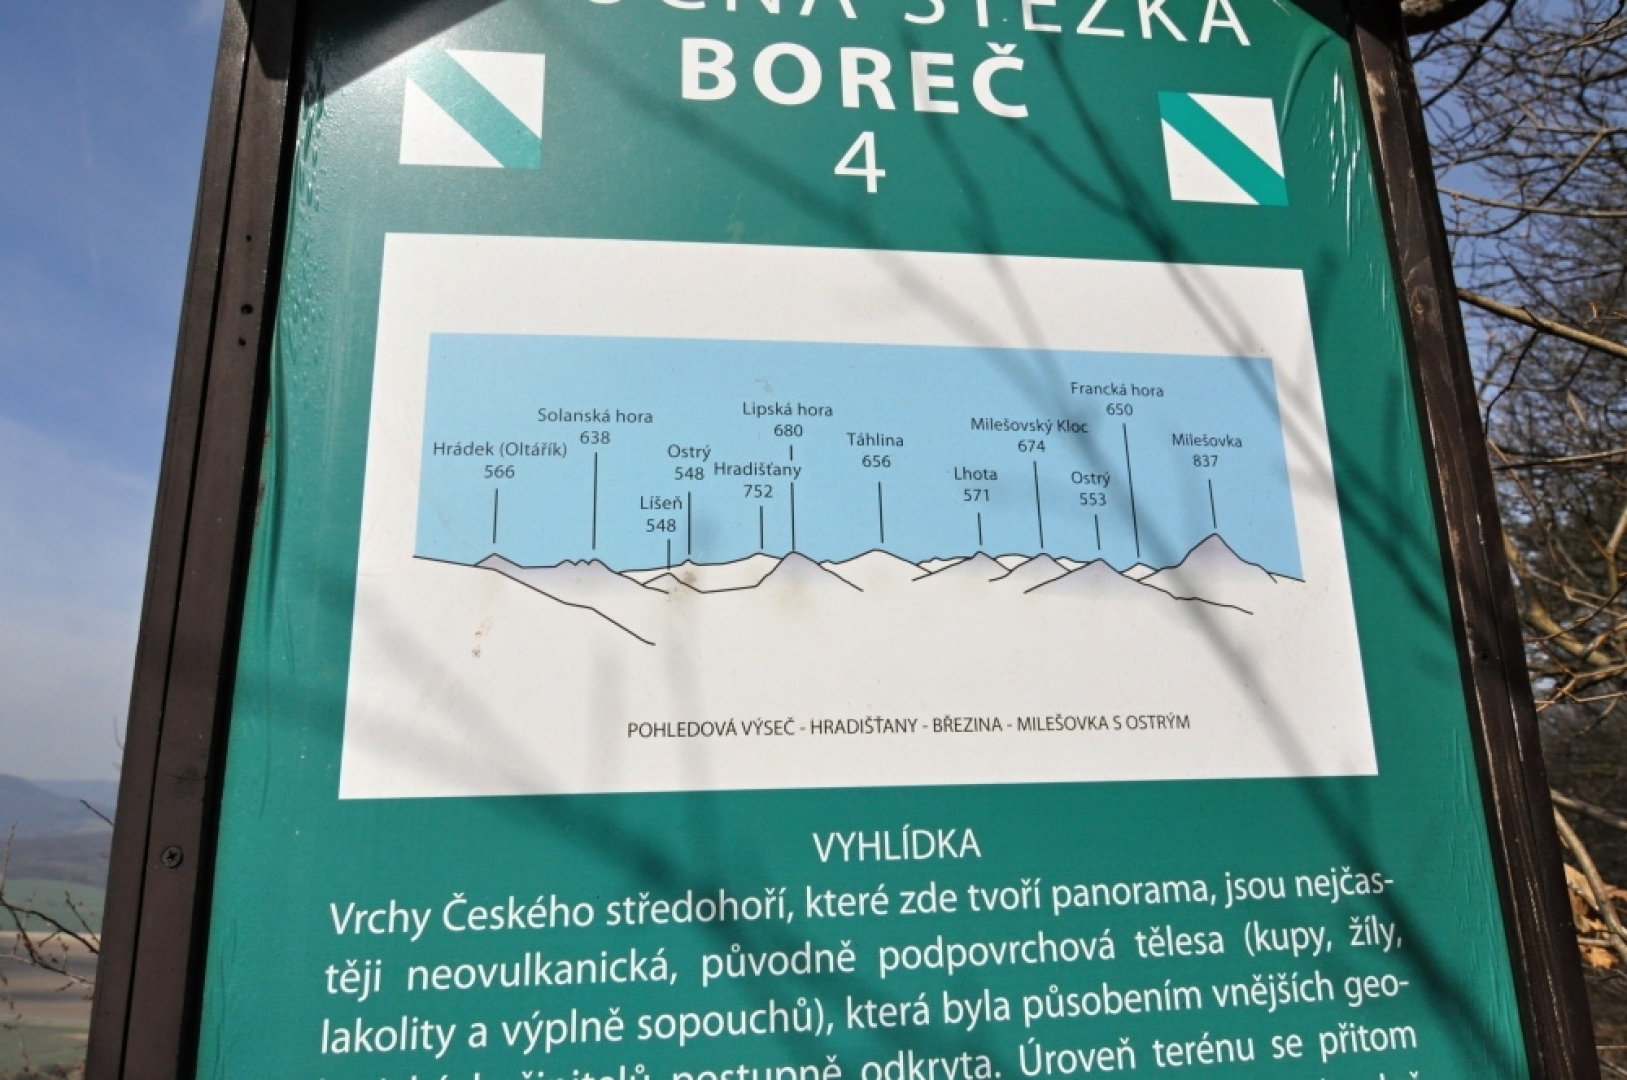 STEZKA
BOREČ
4
Francká hora
650
Lipská hora
680
Solanská hora
638
Milešovský Kloc
674
Táhlina
656
Milešovka
837
Hrádek (Oltářík)
566
Ostrý
548
Hradišťany
752
Lhota
571
Ostrý
553
Líšeň
548
POHLEDOVÁ VÝSEČ - HRADIŠŤANY - BŘEZINA - MILEŠOVKA S OSTRÝM
VYHLÍDKA
Vrchy Českého středohoří, které zde tvoří panorama, jsou nejčas-
těji neovulkanická, původně podpovrchová tělesa (kupy, žíly,
lakolity a výplně sopouchů), která byla působením vnějších geo-
postupně odkryta. Úroveň terénu se přitom